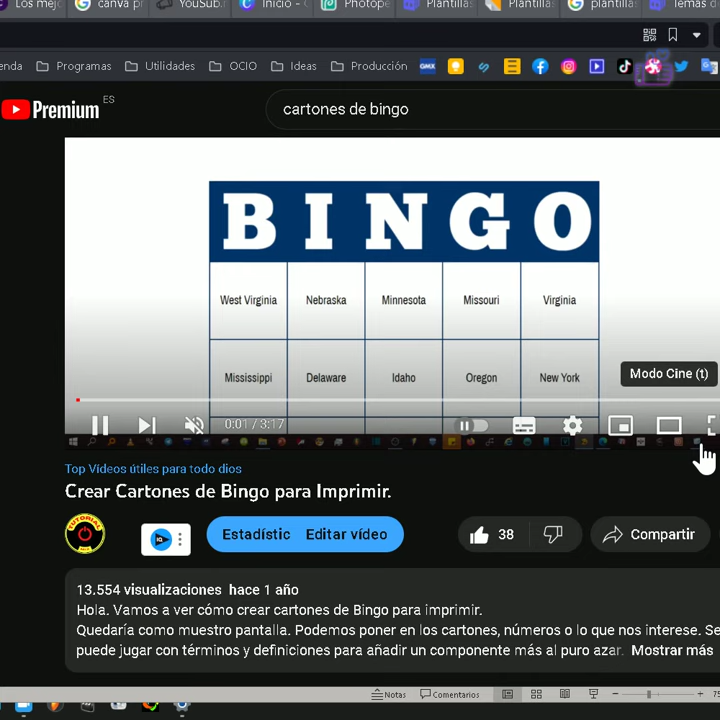 Los mej
canva pr
YouSub.r
Inicio - C
Photope
Plantillas
Plantillas
plantillas
Temas de
enda
Programas
Utilidades
OCIO
Ideas
Producción
GMX
Premium ES
cartones de bingo
BINGO
West Virginia Nebraska Minnesota Missouri Virginia
Mississippi Delaware Idaho Oregon New York
Modo Cine (t)
0:01 / 3:17
Top Vídeos útiles para todo dios
Crear Cartones de Bingo para Imprimir.
TUTORIAL
Estadístic Editar vídeo
38
Compartir
13.554 visualizaciones hace 1 año
Hola. Vamos a ver cómo crear cartones de Bingo para imprimir.
Quedaría como muestro pantalla. Podemos poner en los cartones, números o lo que nos interese. Se
puede jugar con términos y definiciones para añadir un componente más al puro azar. Mostrar más
Notas Comentarios